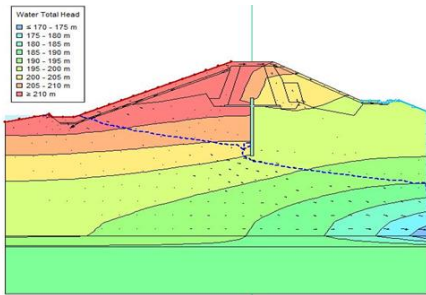 Water Total Head
≤ 170 - 175 m
175 - 180 m
180 - 185 m
185 - 190 m
190 - 195 m
195 - 200 m
200 - 205 m
205 - 210 m
≥ 210 m